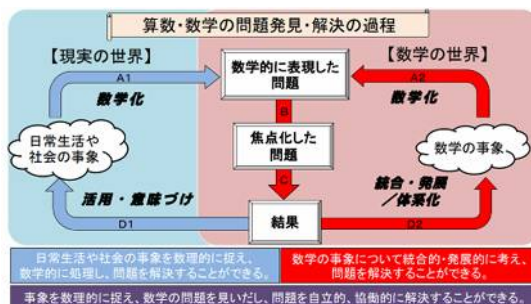 算数・数学の問題発見・解決の過程
【現実の世界】
【数学の世界】
A1
数学化
数学的に表現した
問題
A2
数学化
B
日常生活や
社会の事象
焦点化した
問題
数学の事象
C
活用・意味づけ
D1
結果
統合・発展
/体系化
D2
日常生活や社会の事象を数理的に捉え、
数学的に処理し、問題を解決することができる。
数学の事象について統合的・発展的に考え、
問題を解決することができる。
事象を数理的に捉え、数学の問題を見いだし、問題を自立的、協働的に解決することができる。